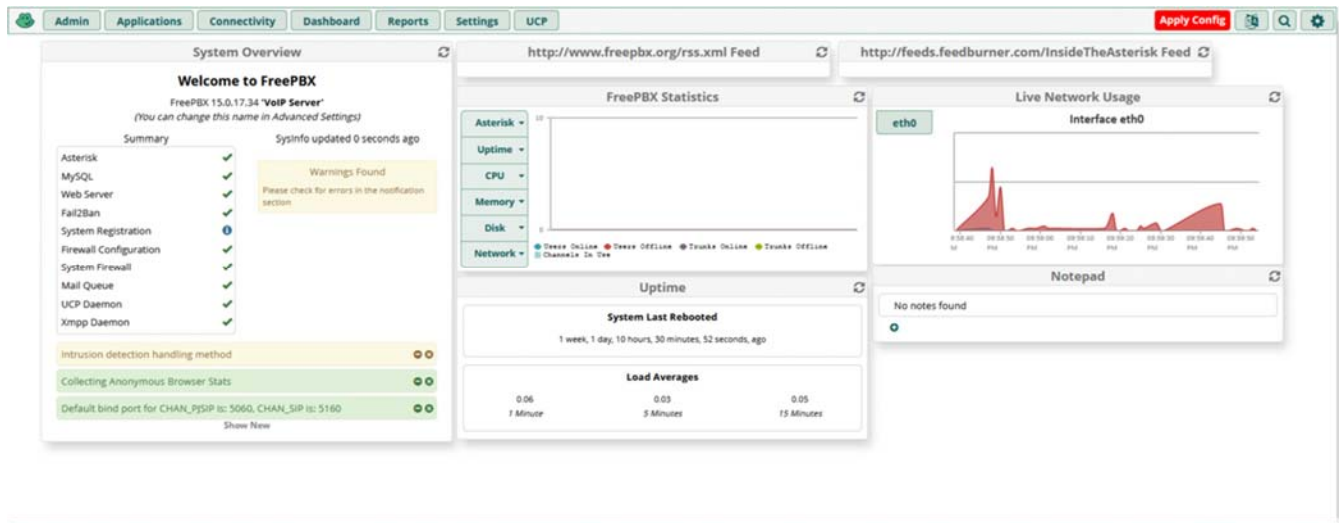 Admin Applications Connectivity Dashboard Reports Settings UCP Apply Config
System Overview
Welcome to FreePBX
FreePBX 15.0.17.34 'VoIP Server'
(You can change this name in Advanced Settings)
Summary
SysInfo updated 0 seconds ago
Asterisk
MySQL
Web Server
Fail2Ban
System Registration
Firewall Configuration
System Firewall
Mail Queue
UCP Daemon
Xmpp Daemon
Warnings Found
Please check for errors in the notification
section
Intrusion detection handling method
Collecting Anonymous Browser Stats
Default bind port for CHAN_PJSIP is: 5060, CHAN_SIP is: 5160
Show New
http://www.freepbx.org/rss.xml Feed
http://feeds.feedburner.com/InsideTheAsterisk Feed
FreePBX Statistics
Asterisk
Uptime
CPU
Memory
Disk
Network
10
0
Users Online Users Offline Trunks Online Trunks Offline
Channels In Use
Uptime
System Last Rebooted
1 week, 1 day, 10 hours, 30 minutes, 52 seconds, ago
Load Averages
0.06 0.03 0.05
1 Minute 5 Minutes 15 Minutes
Live Network Usage
eth0
Interface eth0
Notepad
No notes found